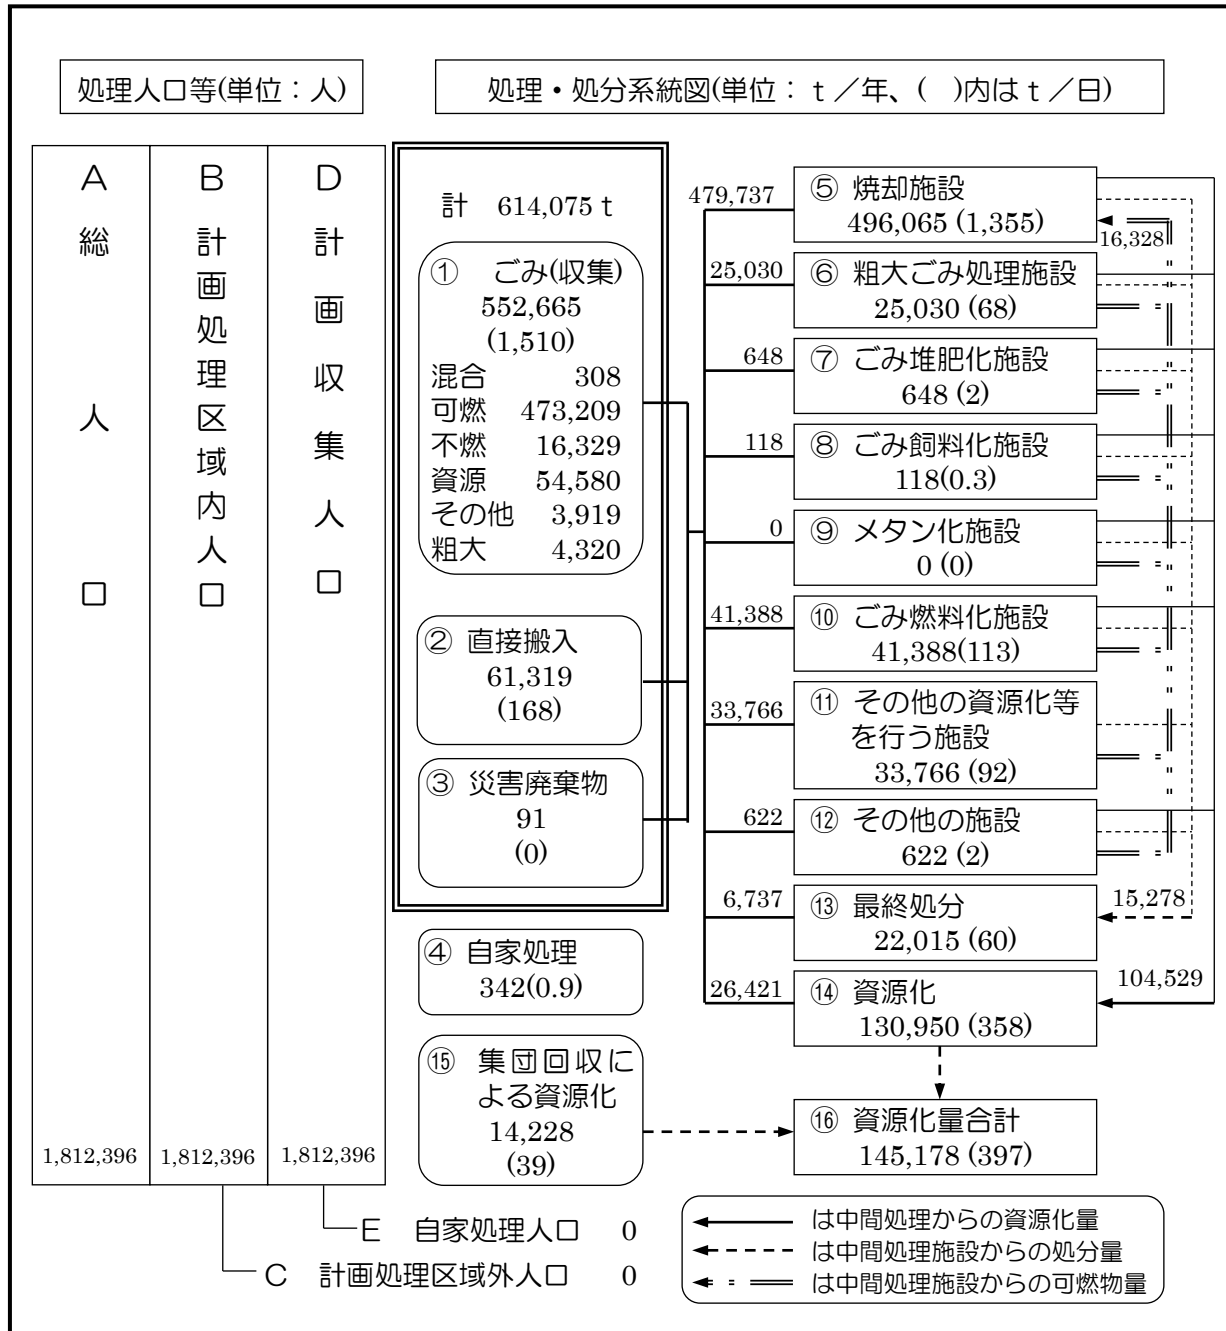 処理人口等(単位：人)
処理・処分系統図(単位：ｔ／年、(　)内はｔ／日)
A 総人口
1,812,396
B 計画処理区域内人口
1,812,396
D 計画収集人口
1,812,396
E 自家処理人口 0
C 計画処理区域外人口 0
計 614,075ｔ
① ごみ(収集)
552,665
(1,510)
混合 308
可燃 473,209
不燃 16,329
資源 54,580
その他 3,919
粗大 4,320
② 直接搬入
61,319
(168)
③ 災害廃棄物
91
(0)
④ 自家処理
342(0.9)
⑮ 集団回収に
よる資源化
14,228
(39)
479,737
⑤ 焼却施設
496,065 (1,355)
16,328
25,030
⑥ 粗大ごみ処理施設
25,030 (68)
648
⑦ ごみ堆肥化施設
648 (2)
118
⑧ ごみ飼料化施設
118(0.3)
0
⑨ メタン化施設
0 (0)
41,388
⑩ ごみ燃料化施設
41,388(113)
33,766
⑪ その他の資源化等
を行う施設
33,766 (92)
622
⑫ その他の施設
622 (2)
6,737
⑬ 最終処分
22,015 (60)
15,278
26,421
⑭ 資源化
130,950 (358)
104,529
⑯ 資源化量合計
145,178 (397)
は中間処理からの資源化量
は中間処理施設からの処分量
は中間処理施設からの可燃物量